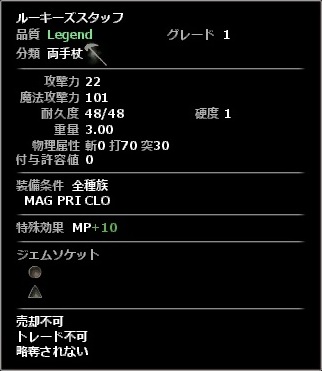 ルーキーズスタッフ
品質 Legend グレード 1
分類 両手杖
攻撃力 22
魔法攻撃力 101
耐久度 48/48 硬度 1
重量 3.00
物理属性 斬0 打70 突30
付与許容値 0
装備条件 全種族
MAG PRI CLO
特殊効果 MP+10
ジェムソケット
売却不可
トレード不可
略奪されない